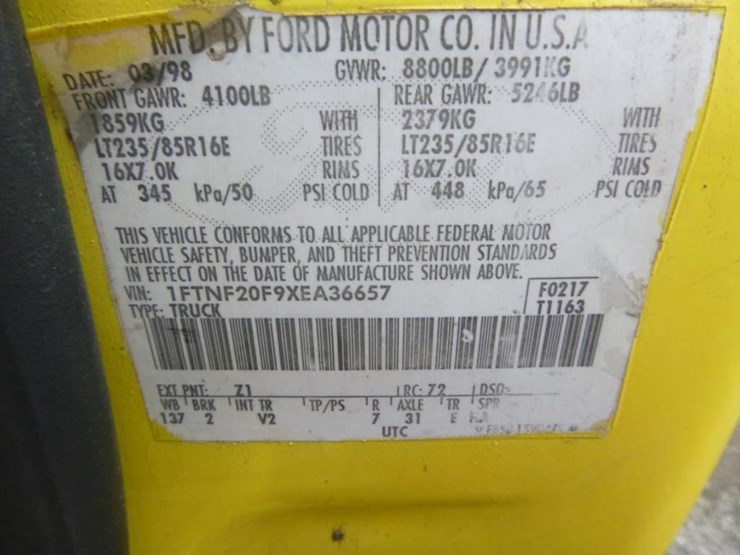 MFD. BY FORD MOTOR CO. IN U.S.A
DATE: 03/98 GVWR: 8800LB/ 3991KG
FRONT GAWR: 4100LB REAR GAWR: 5246LB
1859KG WITH 2379KG WITH
LT235/85R16E TIRES LT235/85R16E TIRES
16X7.0K RIMS 16X7.0K RIMS
AT 345 kPa/50 PSI COLD AT 448 kPa/65 PSI COLD
THIS VEHICLE CONFORMS TO ALL APPLICABLE FEDERAL MOTOR
VEHICLE SAFETY, BUMPER, AND THEFT PREVENTION STANDARDS
IN EFFECT ON THE DATE OF MANUFACTURE SHOWN ABOVE.
VIN: 1FTNF20F9XEA36657 F0217
TYPE: TRUCK T1163
EXT PNT: Z1 RC: 72 DSO:
WB BRK INT TR TP/PS R AXLE TR SPR
137 2 V2 7 31 E
UTC